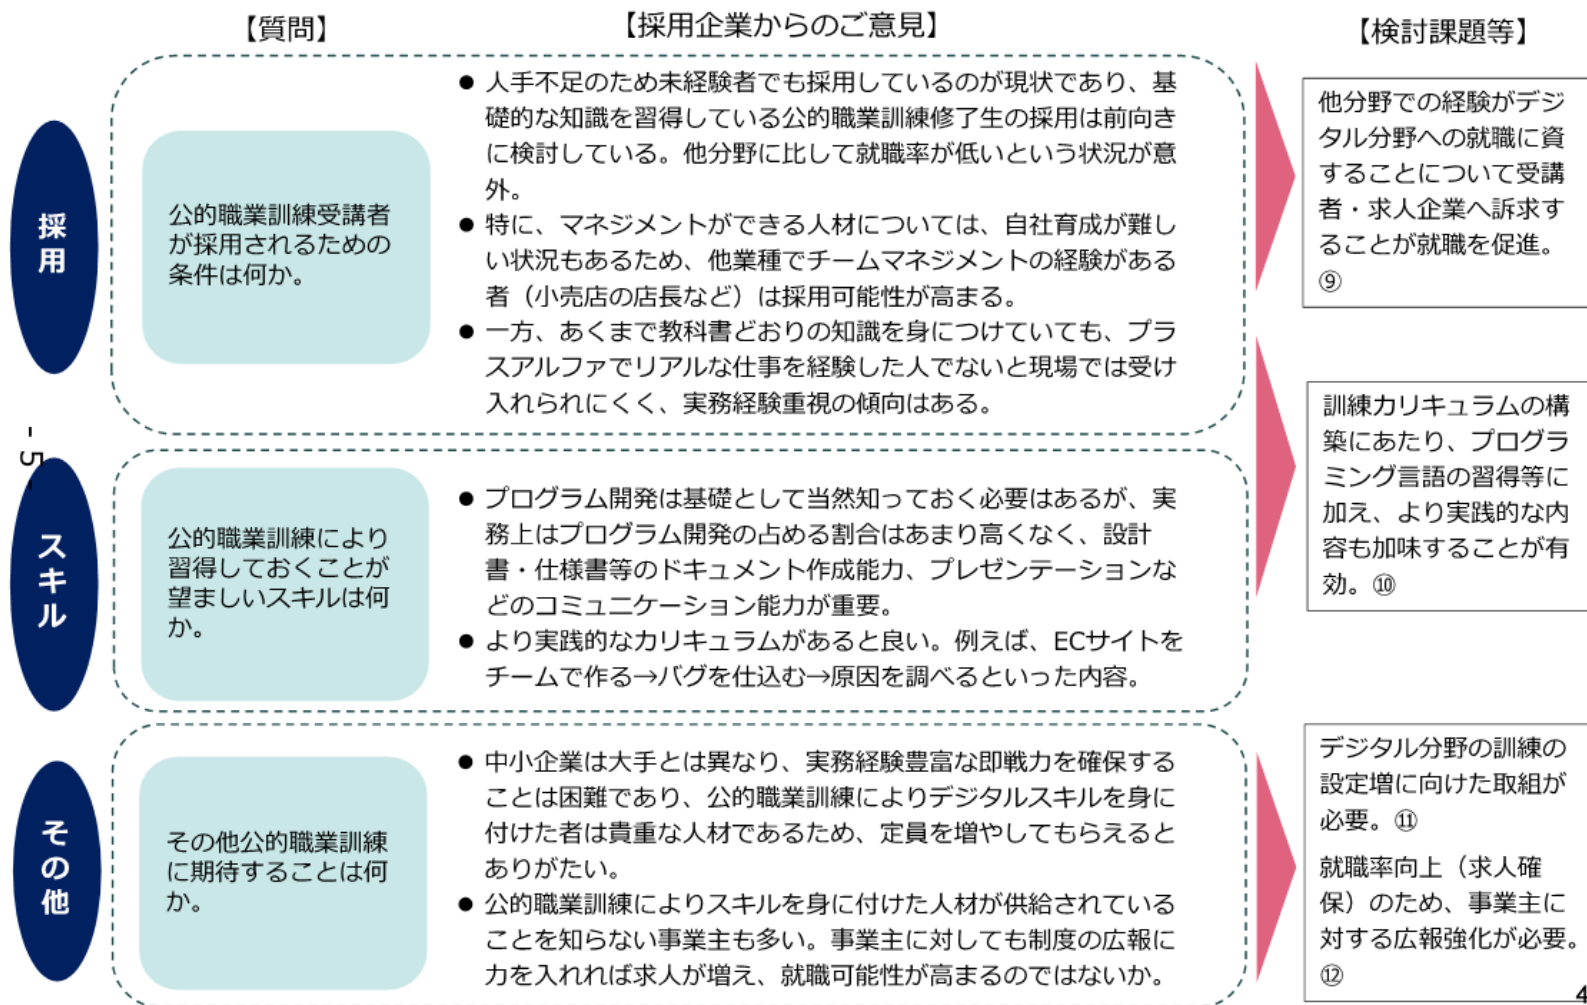 【質問】
【採用企業からのご意見】
【検討課題等】
採用
公的職業訓練受講者
が採用されるための
条件は何か。
● 人手不足のため未経験者でも採用しているのが現状であり、基
礎的な知識を習得している公的職業訓練修了生の採用は前向き
に検討している。他分野に比して就職率が低いという状況が意
外。
● 特に、マネジメントができる人材については、自社育成が難し
い状況もあるため、他業種でチームマネジメントの経験がある
者（小売店の店長など）は採用可能性が高まる。
● 一方、あくまで教科書どおりの知識を身につけていても、プラ
スアルファでリアルな仕事を経験した人でないと現場では受け
入れられにくく、実務経験重視の傾向はある。
他分野での経験がデジ
タル分野への就職に資
することについて受講
者・求人企業へ訴求す
ることが就職を促進。
⑨
訓練カリキュラムの構
築にあたり、プログラ
ミング言語の習得等に
加え、より実践的な内
容も加味することが有
効。⑩
- 5 -
スキル
公的職業訓練により
習得しておくことが
望ましいスキルは何
か。
● プログラム開発は基礎として当然知っておく必要はあるが、実
務上はプログラム開発の占める割合はあまり高くなく、設計
書・仕様書等のドキュメント作成能力、プレゼンテーションな
どのコミュニケーション能力が重要。
● より実践的なカリキュラムがあると良い。例えば、ECサイトを
チームで作る→バグを仕込む→原因を調べるといった内容。
その他
その他公的職業訓練
に期待することは何
か。
● 中小企業は大手とは異なり、実務経験豊富な即戦力を確保する
ことは困難であり、公的職業訓練によりデジタルスキルを身に
付けた者は貴重な人材であるため、定員を増やしてもらえると
ありがたい。
● 公的職業訓練によりスキルを身に付けた人材が供給されている
ことを知らない事業主も多い。事業主に対しても制度の広報に
力を入れれば求人が増え、就職可能性が高まるのではないか。
デジタル分野の訓練の
設定増に向けた取組が
必要。⑪
就職率向上（求人確
保）のため、事業主に
対する広報強化が必要。
⑫
4